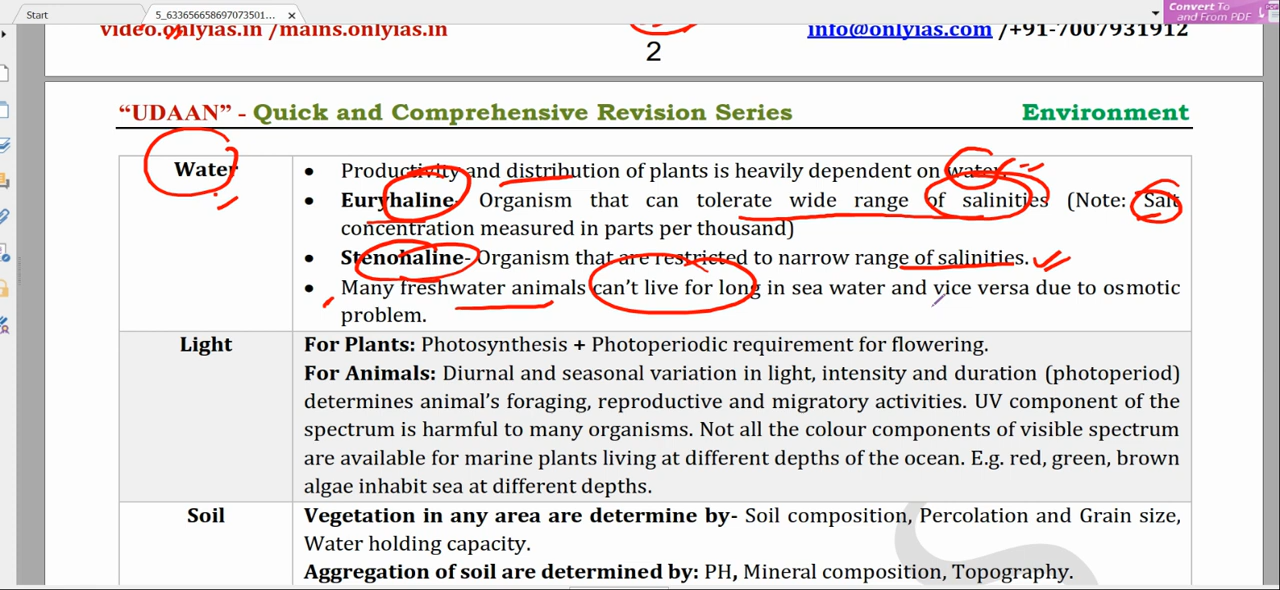 Start
5_633656658697073501...
Convert To
and From PDF
video.onlyias.in /mains.onlyias.in
info@onlyias.com /+91-7007931912
2
“UDAAN” - Quick and Comprehensive Revision Series
Environment
Water
• Productivity and distribution of plants is heavily dependent on water.
• Euryhaline- Organism that can tolerate wide range of salinities (Note: Salt
concentration measured in parts per thousand)
• Stenohaline- Organism that are restricted to narrow range of salinities.
• Many freshwater animals can’t live for long in sea water and vice versa due to osmotic
problem.
Light
For Plants: Photosynthesis + Photoperiodic requirement for flowering.
For Animals: Diurnal and seasonal variation in light, intensity and duration (photoperiod)
determines animal’s foraging, reproductive and migratory activities. UV component of the
spectrum is harmful to many organisms. Not all the colour components of visible spectrum
are available for marine plants living at different depths of the ocean. E.g. red, green, brown
algae inhabit sea at different depths.
Soil
Vegetation in any area are determine by- Soil composition, Percolation and Grain size,
Water holding capacity.
Aggregation of soil are determined by: PH, Mineral composition, Topography.